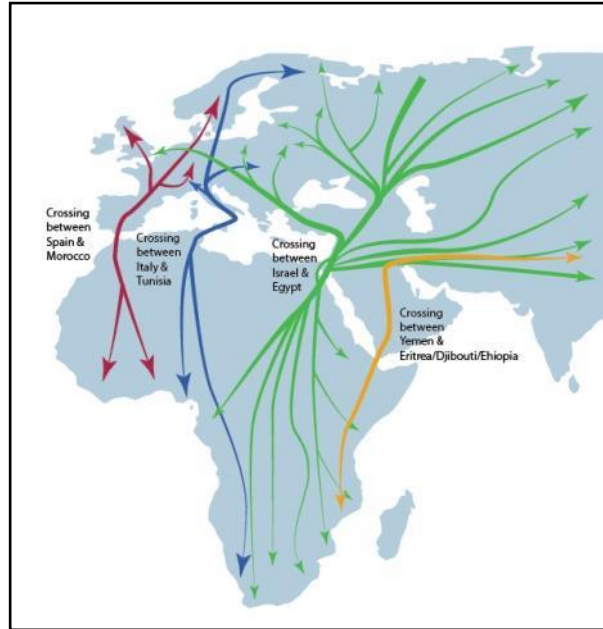 Crossing
between
Spain &
Morocco
Crossing
between
Italy &
Tunisia
Crossing
between
Israel &
Egypt
Crossing
between
Yemen &
Eritrea/Djibouti/Ehiopia